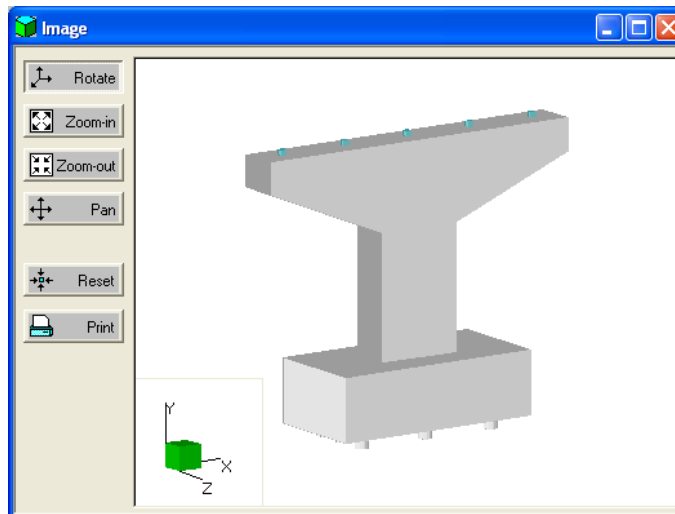 Image
Rotate
Zoom-in
Zoom-out
Pan
Reset
Print
Y
X
Z